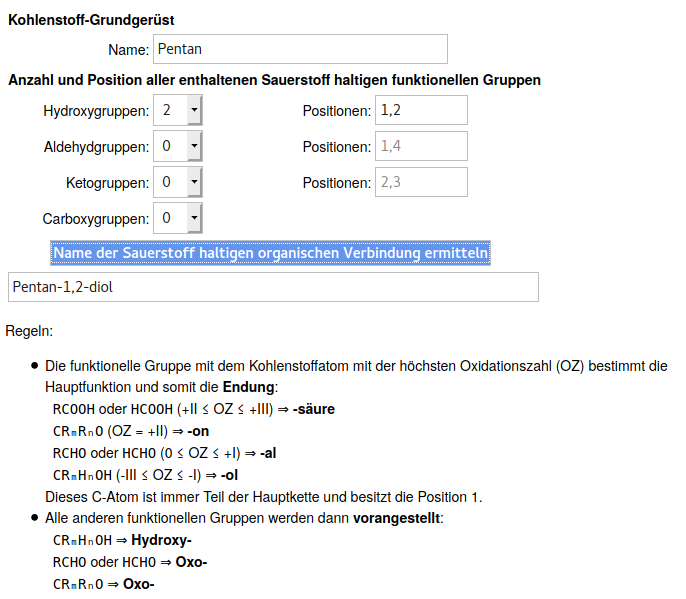 Kohlenstoff-Grundgerüst
Name: Pentan
Anzahl und Position aller enthaltenen Sauerstoff haltigen funktionellen Gruppen
Hydroxygruppen: 2 Positionen: 1,2
Aldehydgruppen: 0 Positionen: 1,4
Ketogruppen: 0 Positionen: 2,3
Carboxygruppen: 0
Name der Sauerstoff haltigen organischen Verbindung ermitteln
Pentan-1,2-diol
Regeln:
● Die funktionelle Gruppe mit dem Kohlenstoffatom mit der höchsten Oxidationszahl (OZ) bestimmt die
Hauptfunktion und somit die Endung:
RCOOH oder HCOOH (+II ≤ OZ ≤ +III) ⇒ -säure
CRₘRₙO (OZ = +II) ⇒ -on
RCHO oder HCHO (0 ≤ OZ ≤ +I) ⇒ -al
CRₘHₙOH (-III ≤ OZ ≤ -I) ⇒ -ol
Dieses C-Atom ist immer Teil der Hauptkette und besitzt die Position 1.
● Alle anderen funktionellen Gruppen werden dann vorangestellt:
CRₘHₙOH ⇒ Hydroxy-
RCHO oder HCHO ⇒ Oxo-
CRₘRₙO ⇒ Oxo-